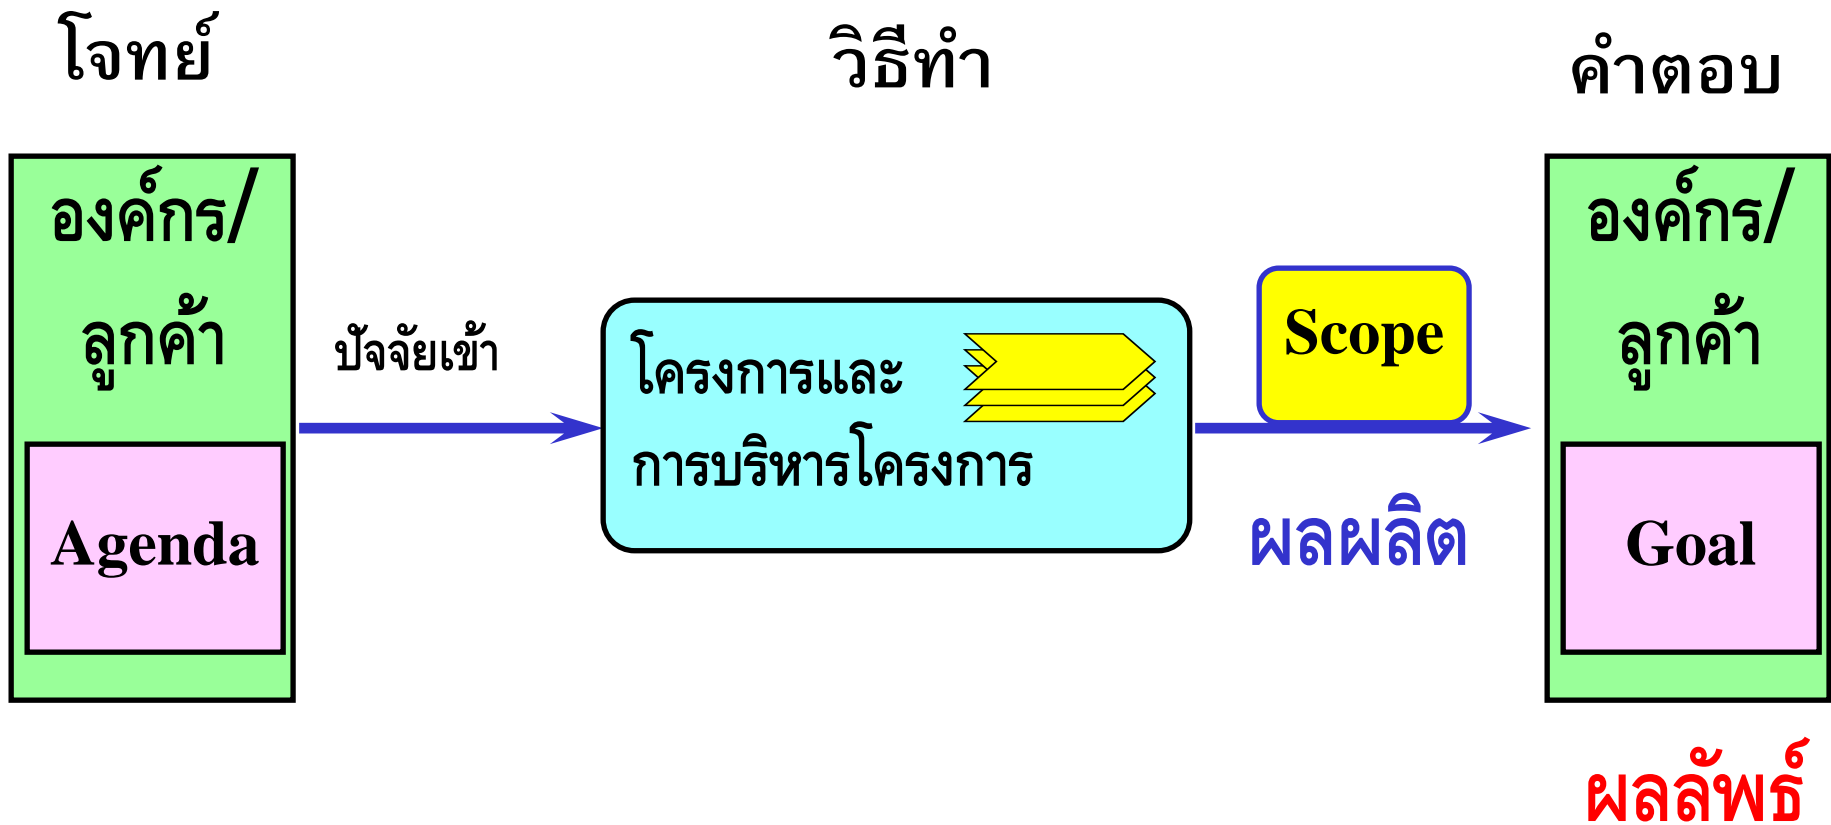 โจทย์
วิธีทำ
คำตอบ
องค์กร/
ลูกค้า
Agenda
ปัจจัยเข้า
โครงการและ
การบริหารโครงการ
Scope
ผลผลิต
องค์กร/
ลูกค้า
Goal
ผลลัพธ์